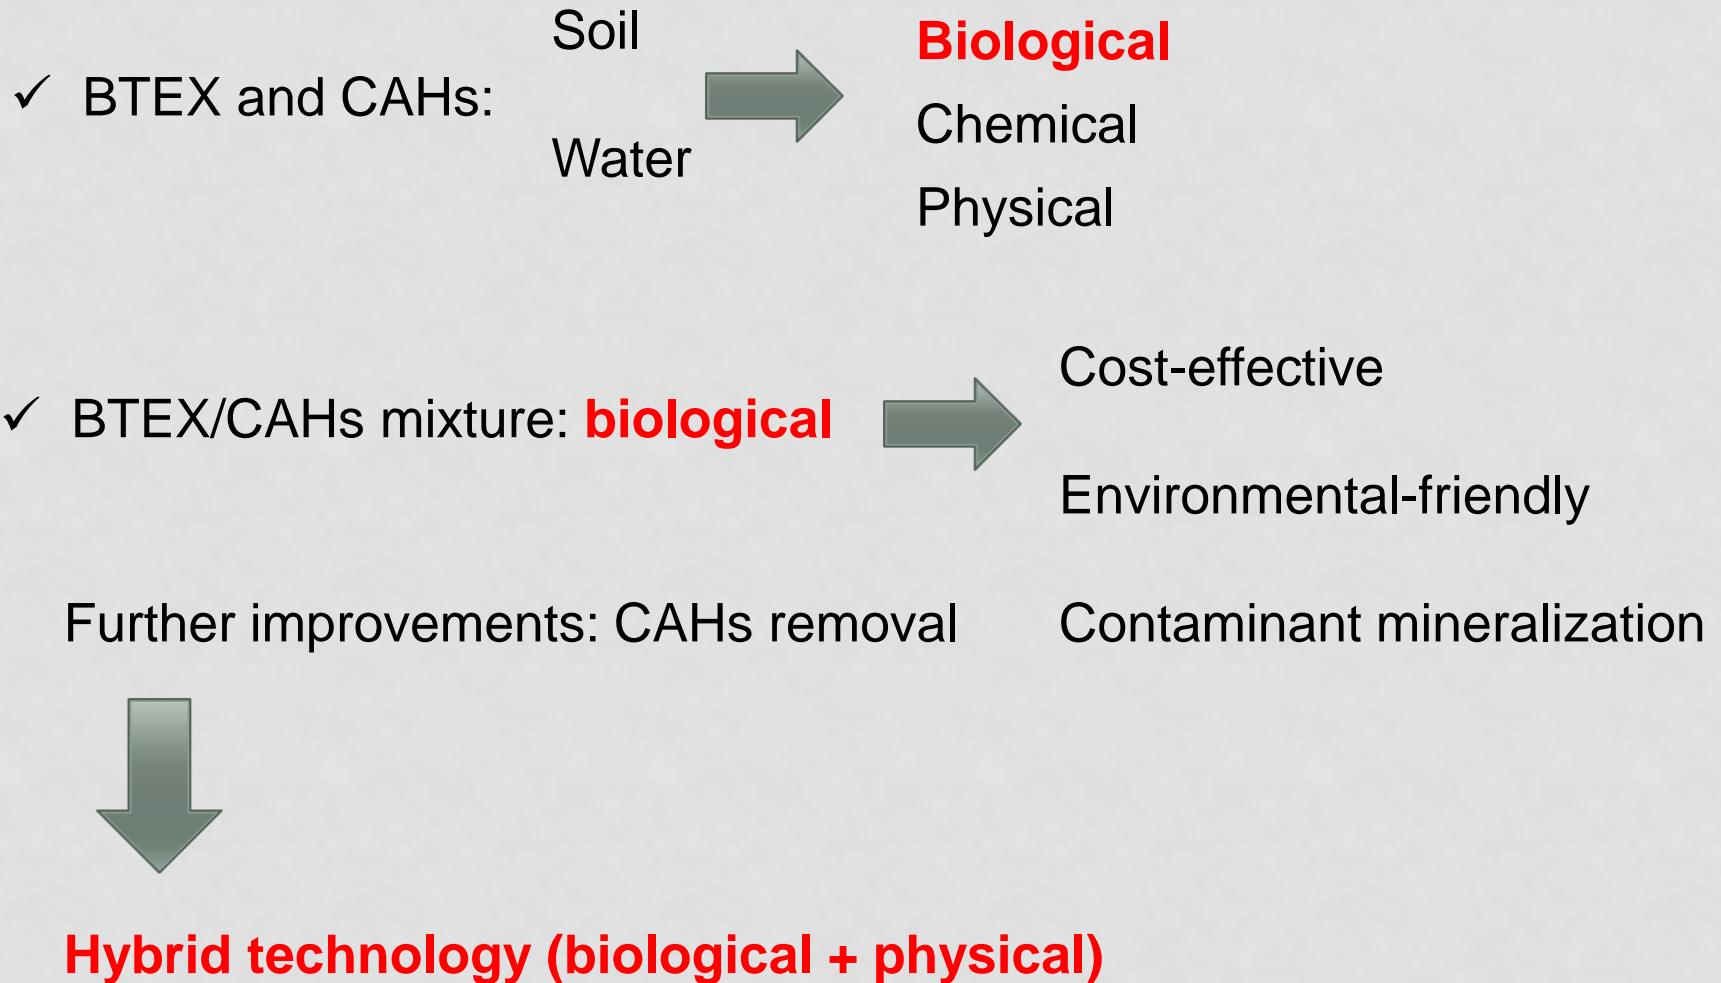 Soil
✓ BTEX and CAHs:
Water
Biological
Chemical
Physical
✓ BTEX/CAHs mixture: biological
Cost-effective
Environmental-friendly
Contaminant mineralization
Further improvements: CAHs removal
Hybrid technology (biological + physical)